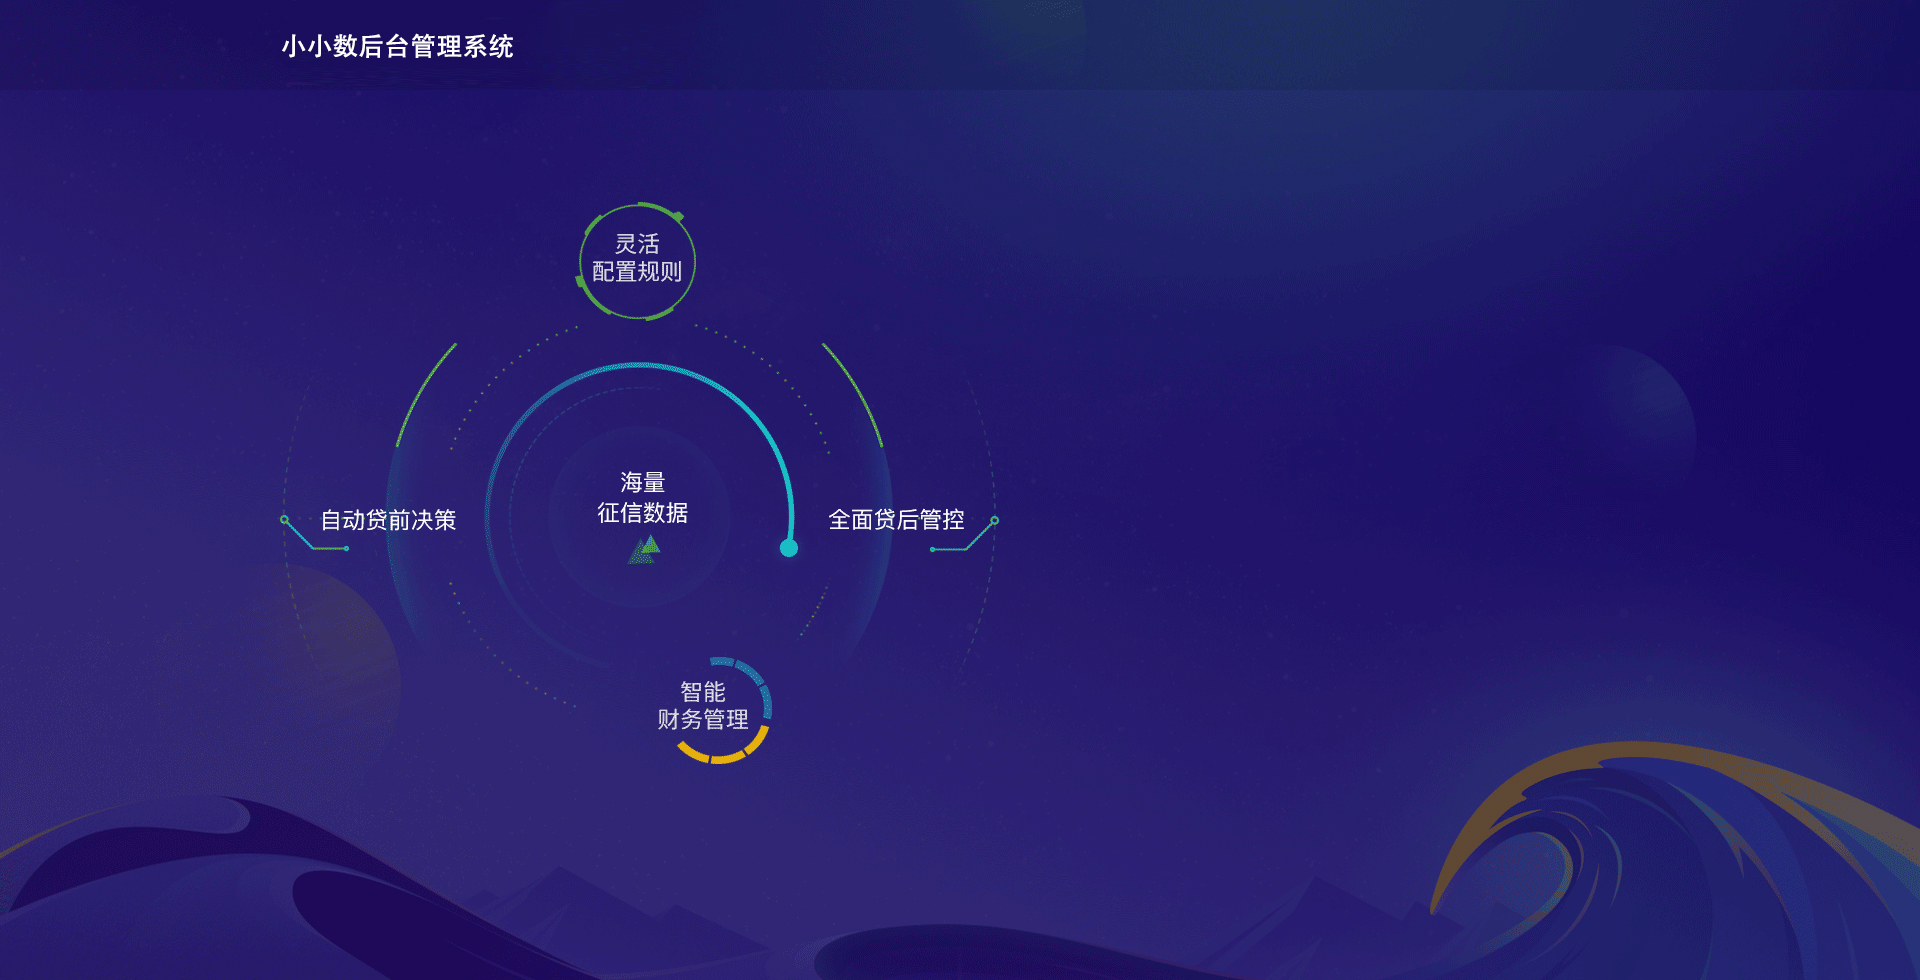 小小数后台管理系统
灵活
配置规则
海量
征信数据
自动贷前决策
全面贷后管控
智能
财务管理